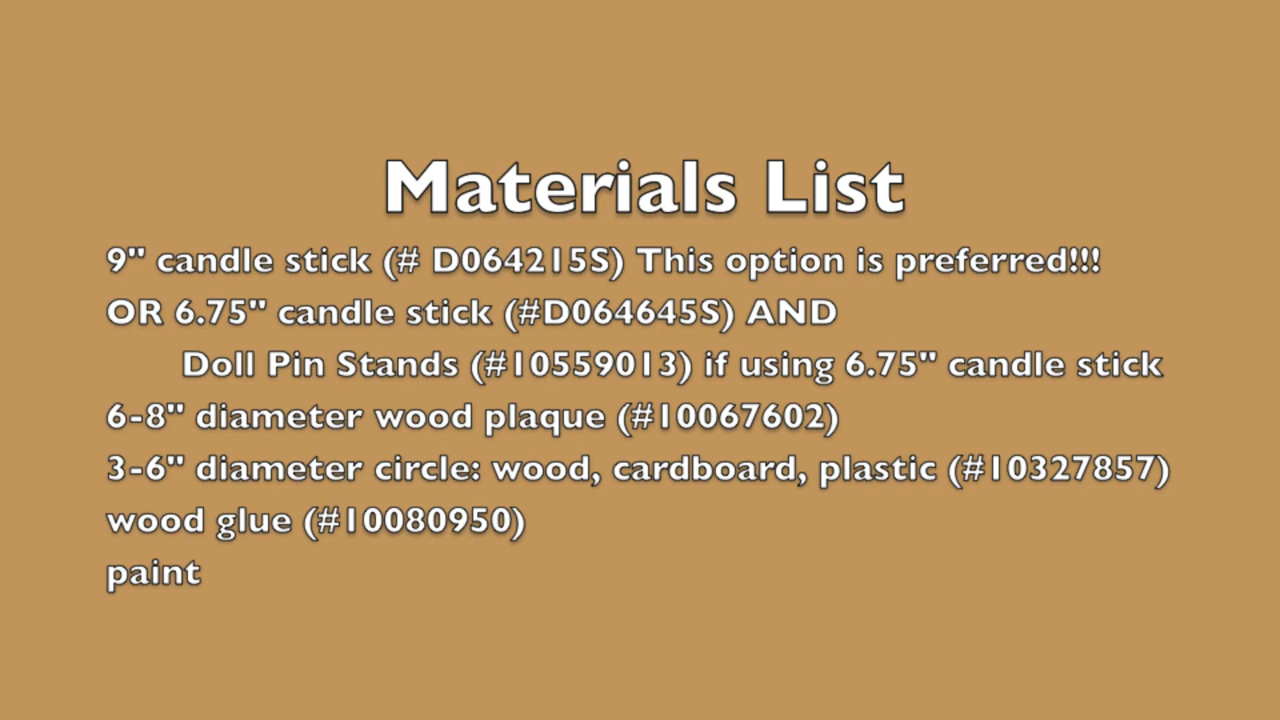 Materials List
9" candle stick (# D064215S) This option is preferred!!!
OR 6.75" candle stick (#D064645S) AND
Doll Pin Stands (#10559013) if using 6.75" candle stick
6-8" diameter wood plaque (#10067602)
3-6" diameter circle: wood, cardboard, plastic (#10327857)
wood glue (#10080950)
paint